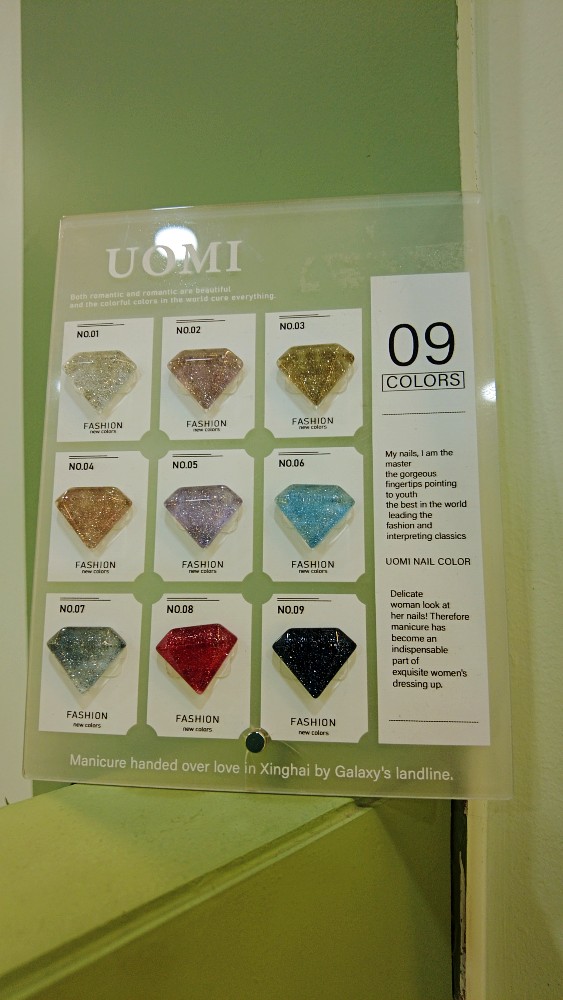 UOMI
Both romantic and romantic are beautiful
and the colorful colors in the world cure everything.
NO.01
FASHION
new colors
NO.02
FASHION
new colors
NO.03
FASHION
new colors
NO.04
FASHION
new colors
NO.05
FASHION
new colors
NO.06
FASHION
new colors
NO.07
FASHION
new colors
NO.08
FASHION
new colors
NO.09
FASHION
new colors
09
COLORS
My nails, I am the
master
the gorgeous
fingertips pointing
to youth
the best in the world
leading the
fashion and
interpreting classics
UOMI NAIL COLOR
Delicate
woman look at
her nails! Therefore
manicure has
become an
indispensable
part of
exquisite women's
dressing up.
Manicure handed over love in Xinghai by Galaxy's landline.